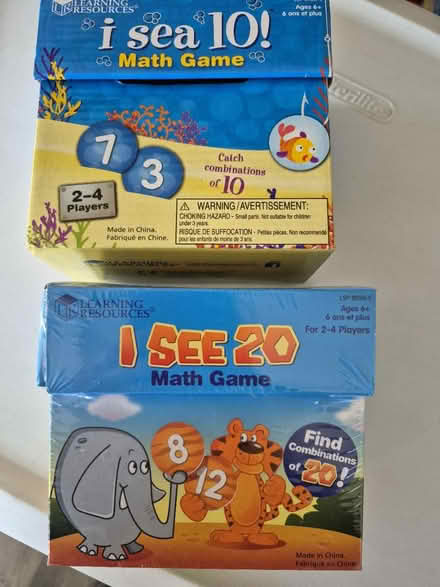 LEARNING
RESOURCES®
Ages 6+
6 ans et plus
i sea 10!
Math Game
7
3
Catch
combinations
of 10
2-4
Players
WARNING/AVERTISSEMENT:
CHOKING HAZARD - Small parts. Not suitable for children
under 3 years.
RISQUE DE SUFFOCATION - Petites pièces. Non recommandé
pour les enfants de moins de 3 ans.
Made in China.
Fabriqué en Chine.
LEARNING
RESOURCES®
Ages 6+
6 ans et plus
For 2-4 Players
I SEE 20
Math Game
8
12
Find
Combinations
of 20!
Made in China.
Fabriqué en Chine.